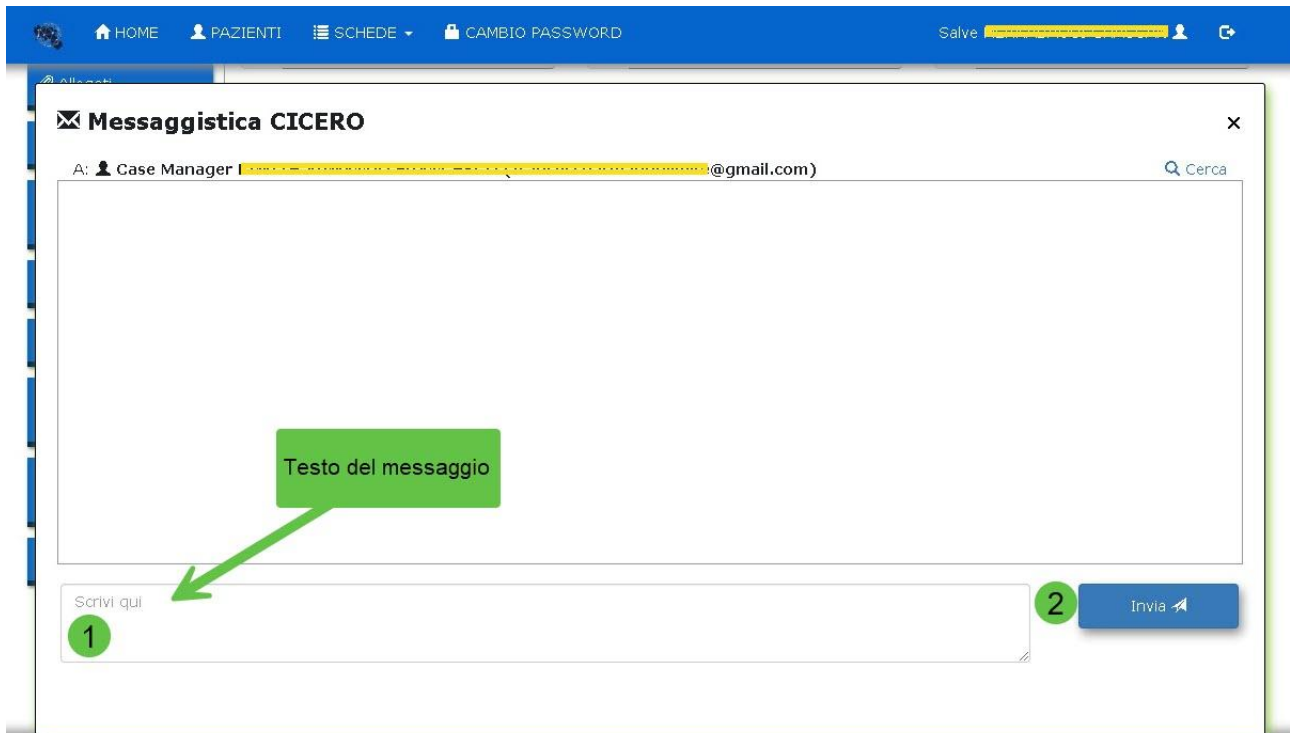 HOME PAZIENTI SCHEDE CAMBIO PASSWORD Salve
Allegati
Messaggistica CICERO
A: Case Manager @gmail.com) Cerca
Testo del messaggio
Scrivi qui
1
2 Invia